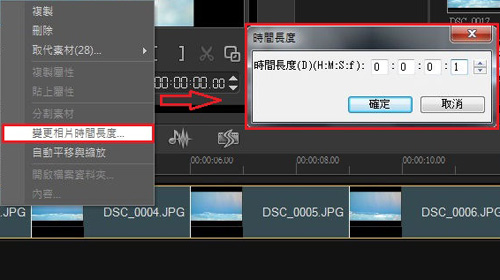 複製
刪除
取代素材(28)...
複製屬性
貼上屬性
分割素材
變更相片時間長度...
自動平移與縮放
開啟檔案資料夾...
內容...
DSC_0017
時間長度
時間長度(D)(H:M:S:f): 0 : 0 : 0 : 1
確定 取消
00:00:00.00
00:00:06.00 00:00:08.00 00:00:10.00
.JPG DSC_0004.JPG DSC_0005.JPG DSC_0006.JPG